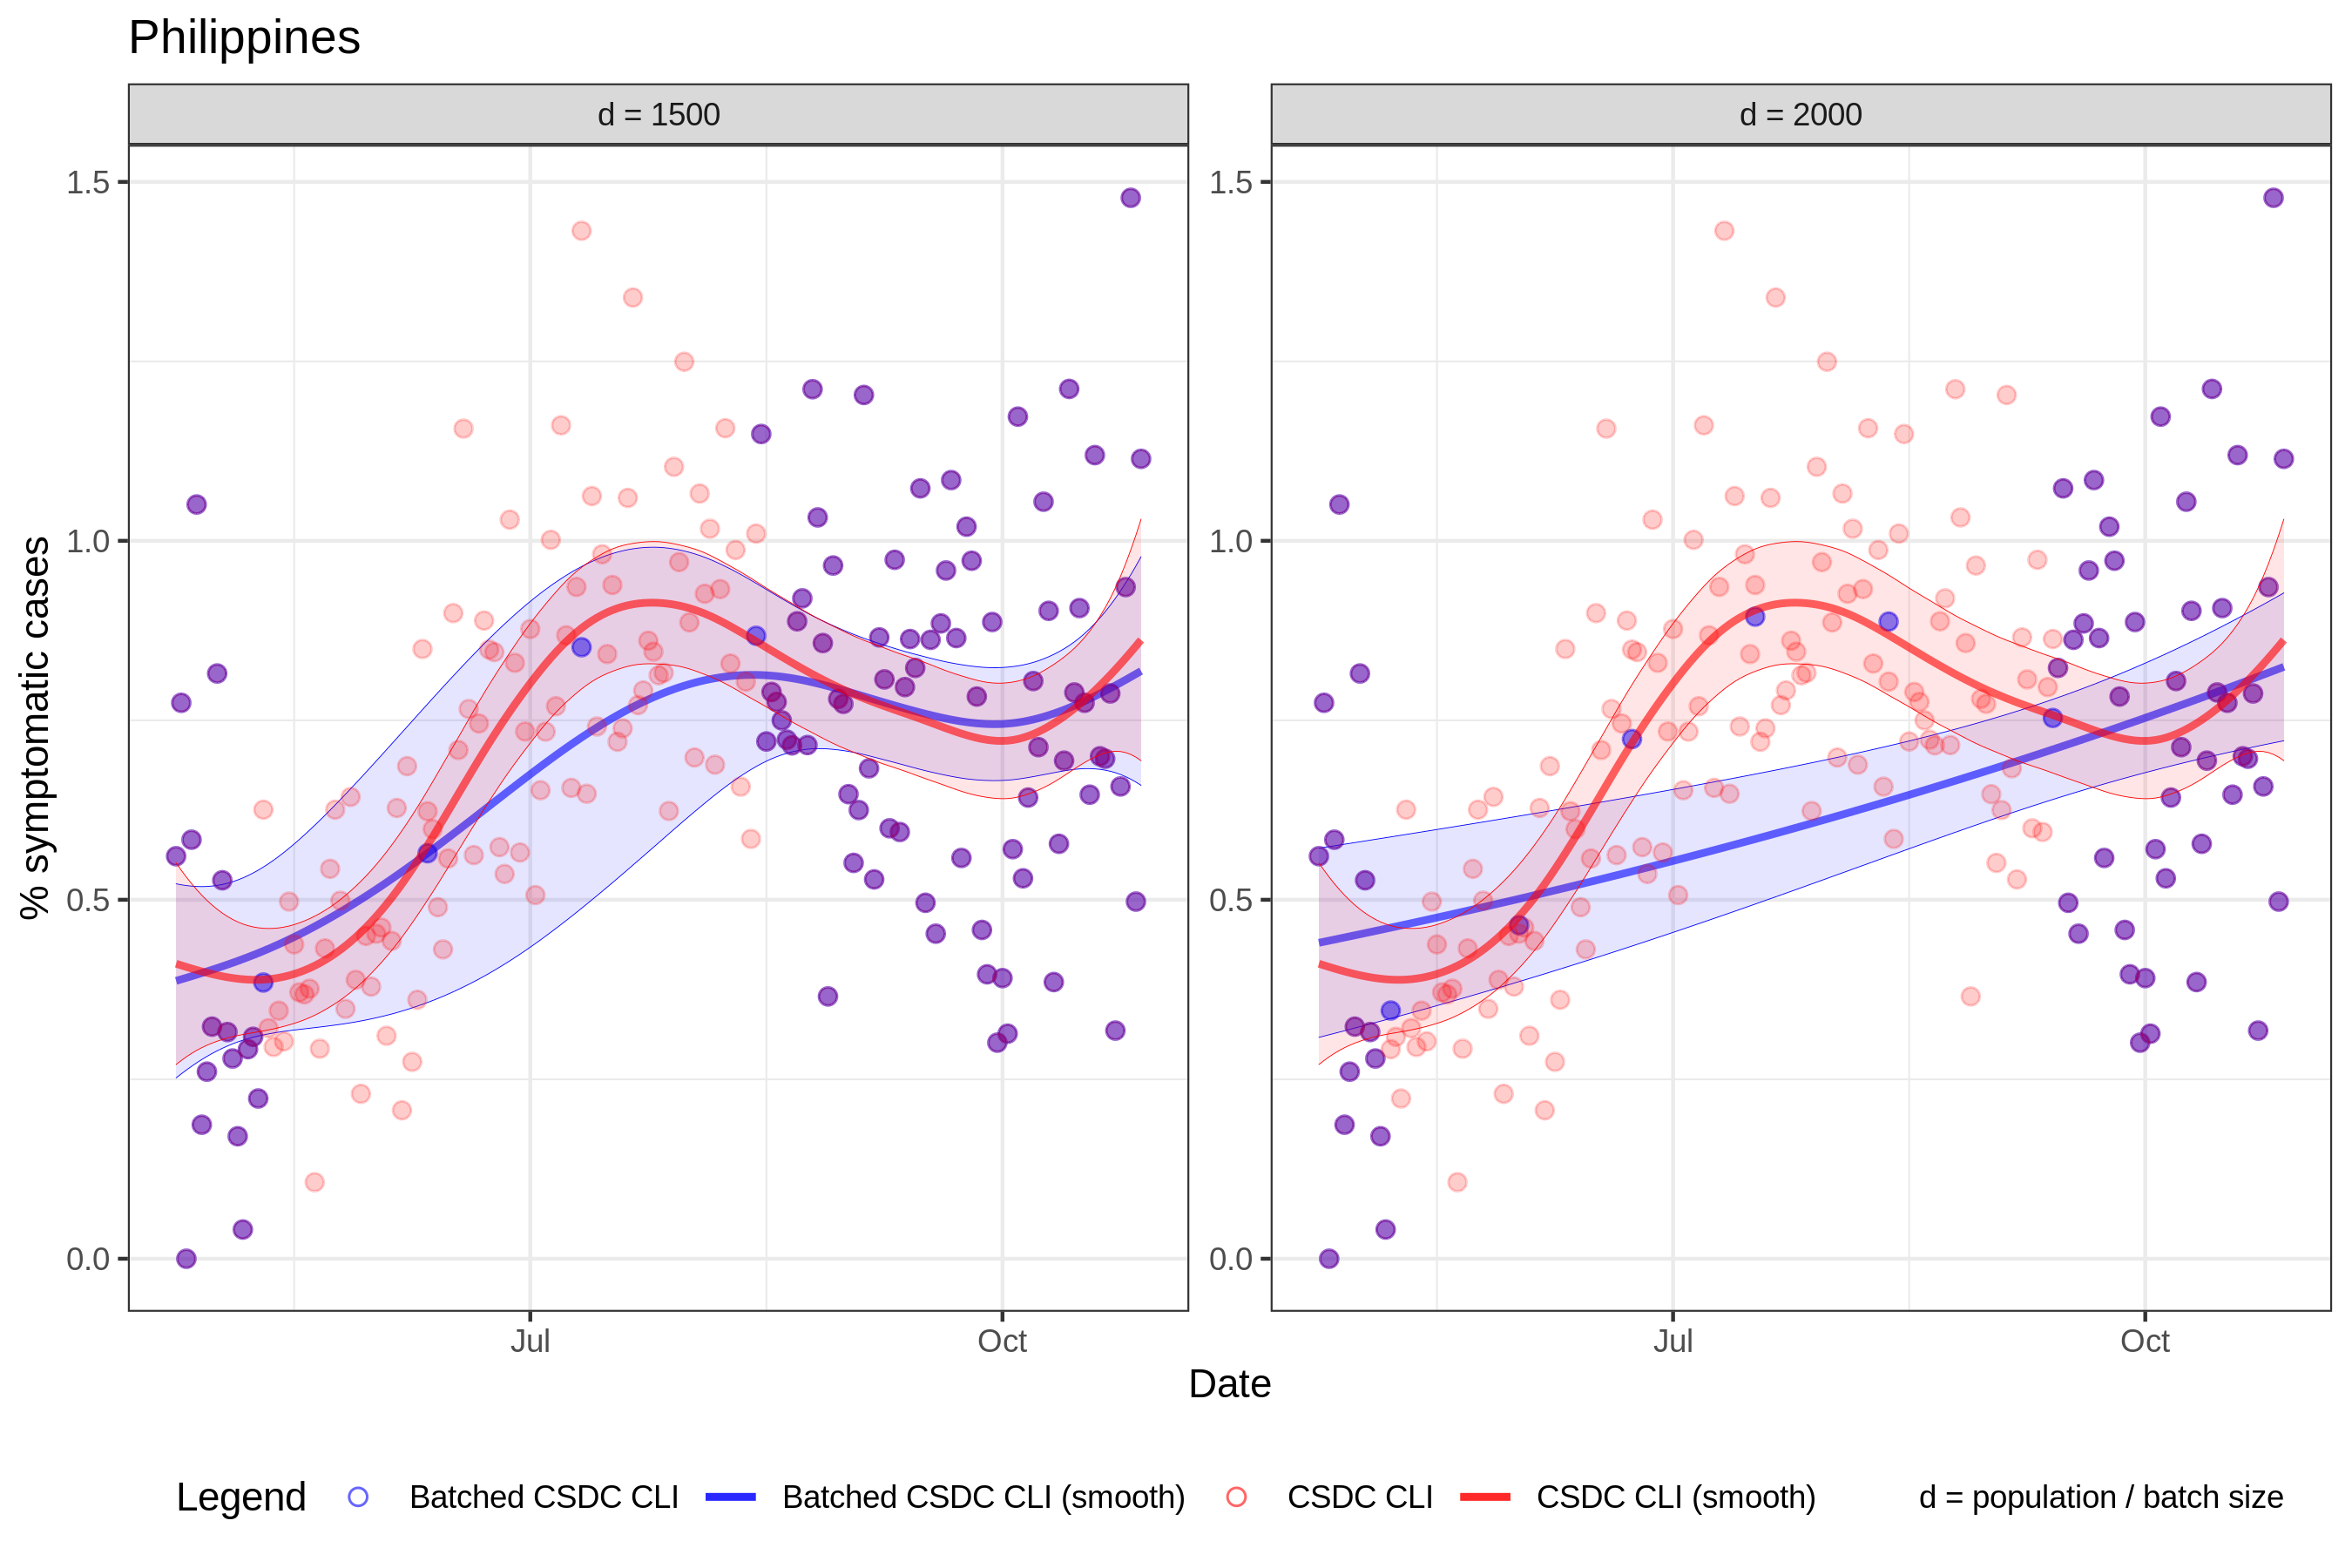 Philippines
d = 1500
d = 2000
% symptomatic cases
1.5
1.0
0.5
0.0
1.5
1.0
0.5
0.0
Jul
Oct
Jul
Oct
Date
Legend
Batched CSDC CLI
Batched CSDC CLI (smooth)
CSDC CLI
CSDC CLI (smooth)
d = population / batch size